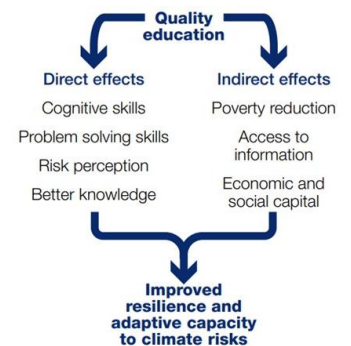 Quality
education
Direct effects
Cognitive skills
Problem solving skills
Risk perception
Better knowledge
Indirect effects
Poverty reduction
Access to
information
Economic and
social capital
Improved
resilience and
adaptive capacity
to climate risks